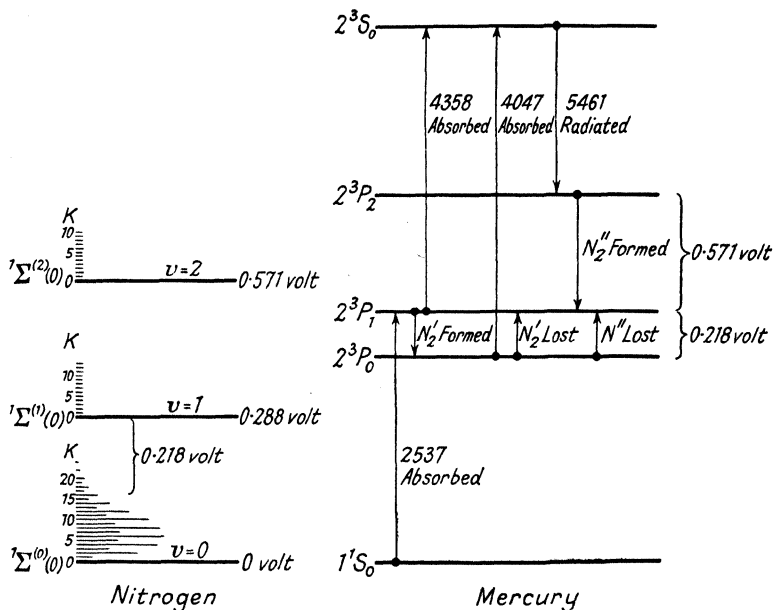 2³S₀
4358
Absorbed
4047
Absorbed
5461
Radiated
2³P₂
K
10
5
0
¹Σ⁽²⁾(0)
v=2
0·571 volt
N₂″ Formed
0·571 volt
2³P₁
N₂′ Formed
N₂′ Lost
N″ Lost
0·218 volt
2³P₀
K
10
5
0
¹Σ⁽¹⁾(0)
v=1
0·288 volt
0·218 volt
K
20
15
10
5
0
¹Σ⁽⁰⁾(0)
v=0
0 volt
2537
Absorbed
1¹S₀
Nitrogen
Mercury